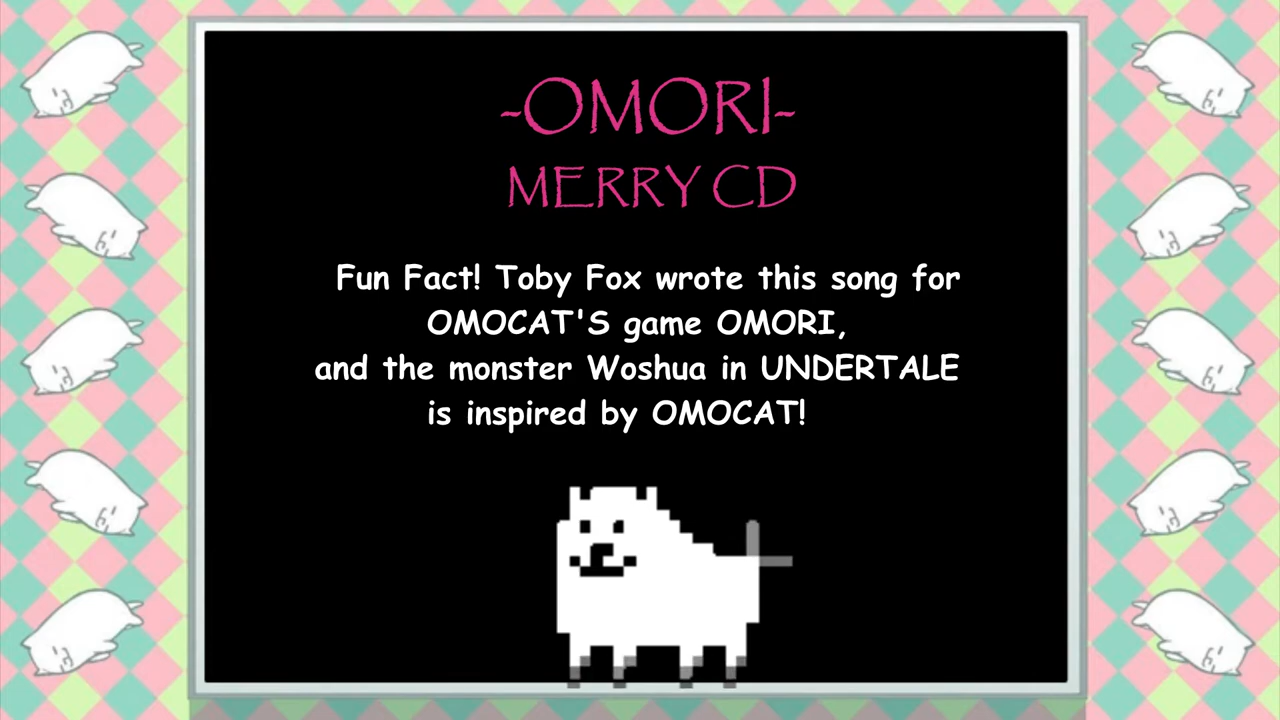 -OMORI-
MERRY CD
Fun Fact! Toby Fox wrote this song for
OMOCAT'S game OMORI,
and the monster Woshua in UNDERTALE
is inspired by OMOCAT!